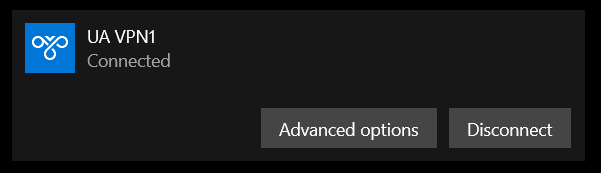 UA VPN1
Connected
Advanced options
Disconnect